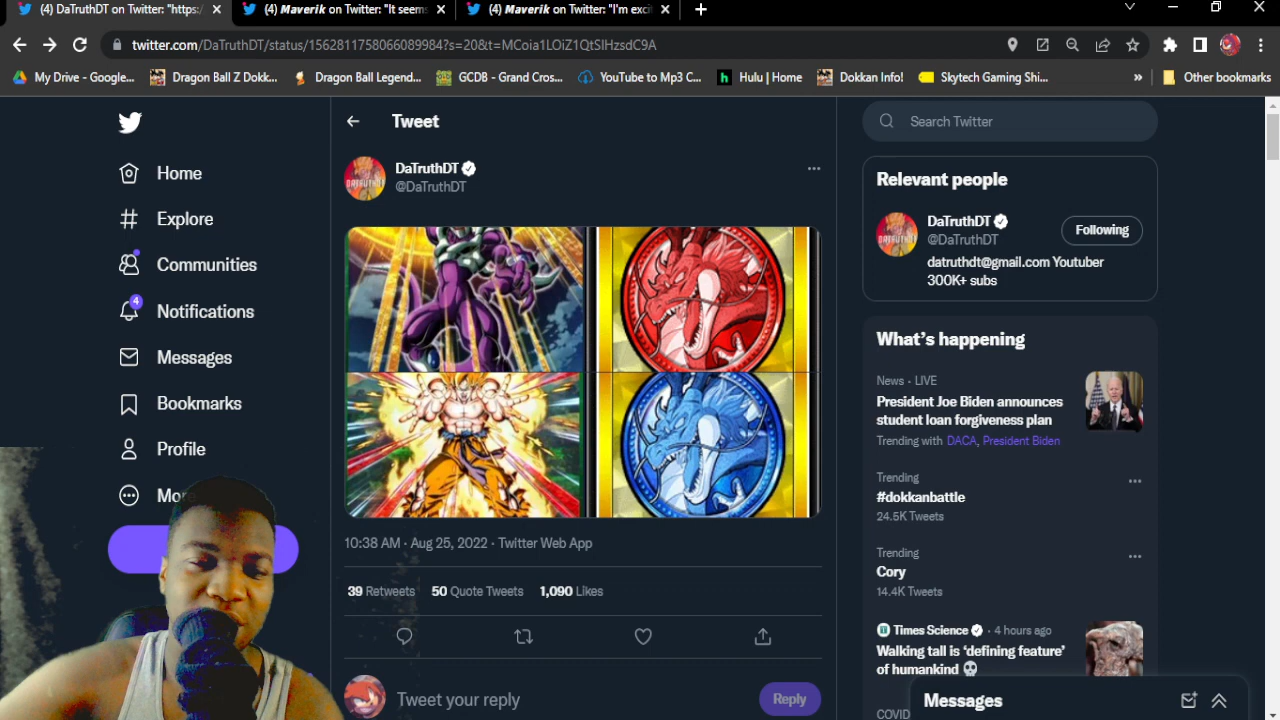 (4) DaTruthDT on Twitter: "https:/
(4) Maverik on Twitter: "It seems
(4) Maverik on Twitter: "I'm exci
twitter.com/DaTruthDT/status/1562811758066089984?s=20&t=MCoia1LOiZ1QtSIHzsdC9A
My Drive - Google...
Dragon Ball Z Dokk...
Dragon Ball Legend...
GCDB - Grand Cros...
YouTube to Mp3 C...
Hulu | Home
Dokkan Info!
Skytech Gaming Shi...
»
Other bookmarks
Home
Explore
Communities
4
Notifications
Messages
Bookmarks
Profile
Mor
Tweet
DaTruthDT
@DaTruthDT
DATRUTHDT
10:38 AM · Aug 25, 2022 · Twitter Web App
39 Retweets 50 Quote Tweets 1,090 Likes
Tweet your reply
Reply
Search Twitter
Relevant people
DaTruthDT
@DaTruthDT
Following
DATRUTHDT
datruthdt@gmail.com Youtuber
300K+ subs
What's happening
News · LIVE
President Joe Biden announces
student loan forgiveness plan
Trending with DACA, President Biden
Trending
#dokkanbattle
24.5K Tweets
Trending
Cory
14.4K Tweets
Times Science · 4 hours ago
Walking tall is 'defining feature'
of humankind 💀
COVID
Messages